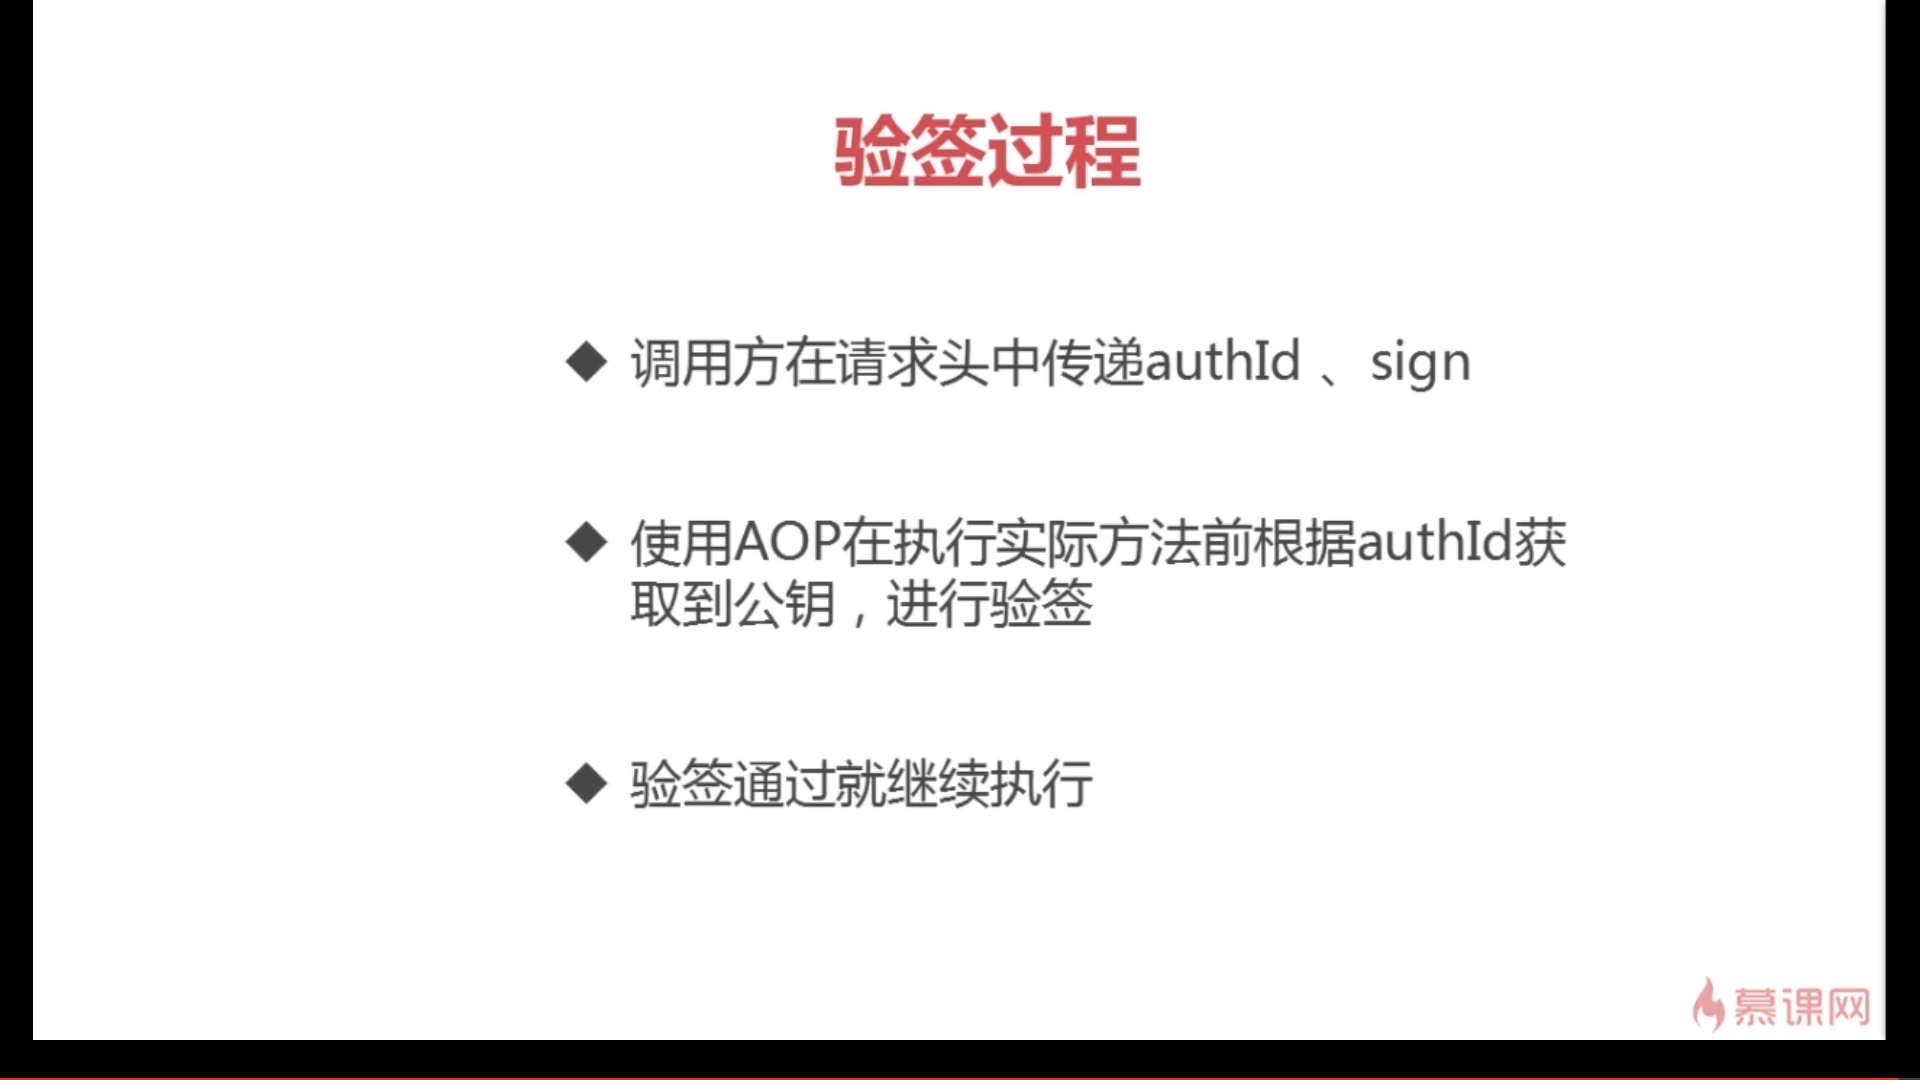 验签过程
◆ 调用方在请求头中传递authId 、sign
◆ 使用AOP在执行实际方法前根据authId获
取到公钥，进行验签
◆ 验签通过就继续执行
慕课网